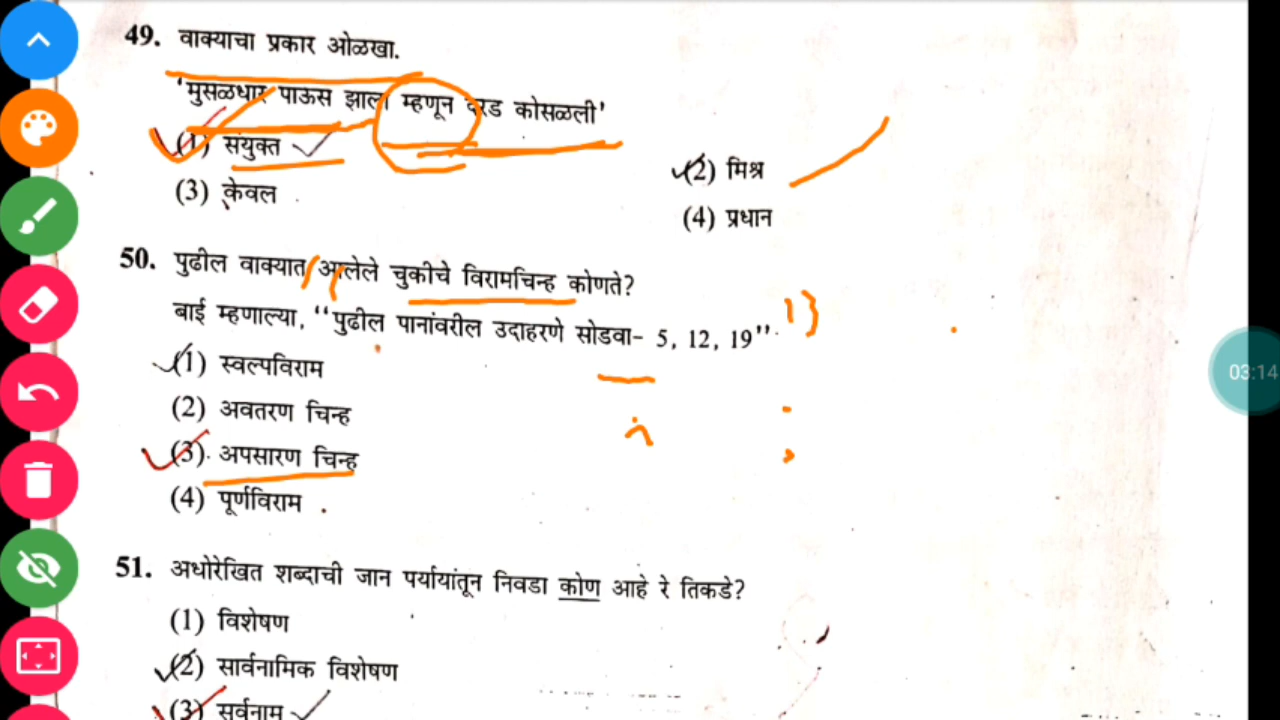 49. वाक्याचा प्रकार ओळखा.
'मुसळधार पाऊस झाला म्हणून दरड कोसळली'
(1) संयुक्त
(2) मिश्र
(3) केवल
(4) प्रधान
50. पुढील वाक्यात आलेले चुकीचे विरामचिन्ह कोणते?
बाई म्हणाल्या, "पुढील पानांवरील उदाहरणे सोडवा- 5, 12, 19".
(1) स्वल्पविराम
(2) अवतरण चिन्ह
(3) अपसारण चिन्ह
(4) पूर्णविराम
51. अधोरेखित शब्दाची जान पर्यायांतून निवडा कोण आहे रे तिकडे?
(1) विशेषण
(2) सार्वनामिक विशेषण
(3) सर्वनाम
03:14